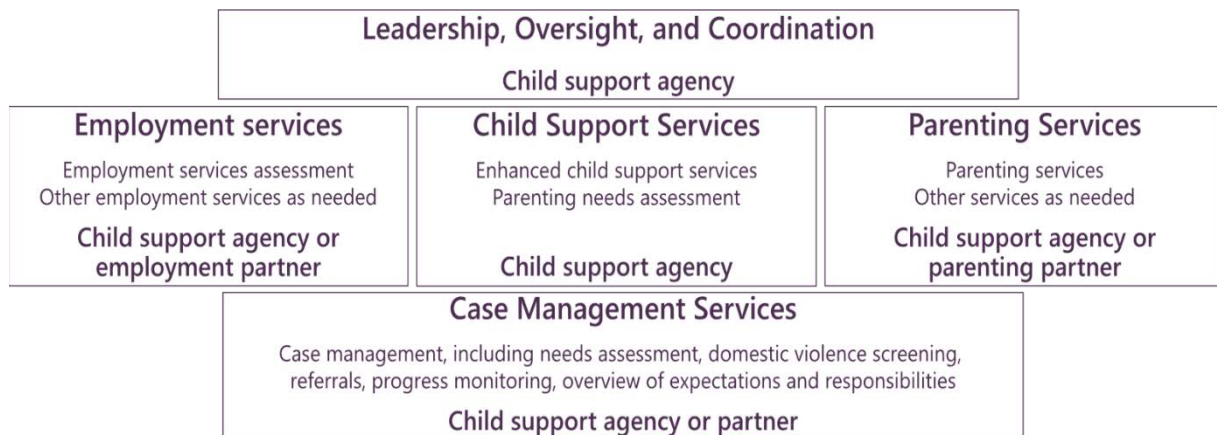 Leadership, Oversight, and Coordination
Child support agency
Employment services
Employment services assessment
Other employment services as needed
Child support agency or
employment partner
Child Support Services
Enhanced child support services
Parenting needs assessment
Child support agency
Parenting Services
Parenting services
Other services as needed
Child support agency or
parenting partner
Case Management Services
Case management, including needs assessment, domestic violence screening,
referrals, progress monitoring, overview of expectations and responsibilities
Child support agency or partner